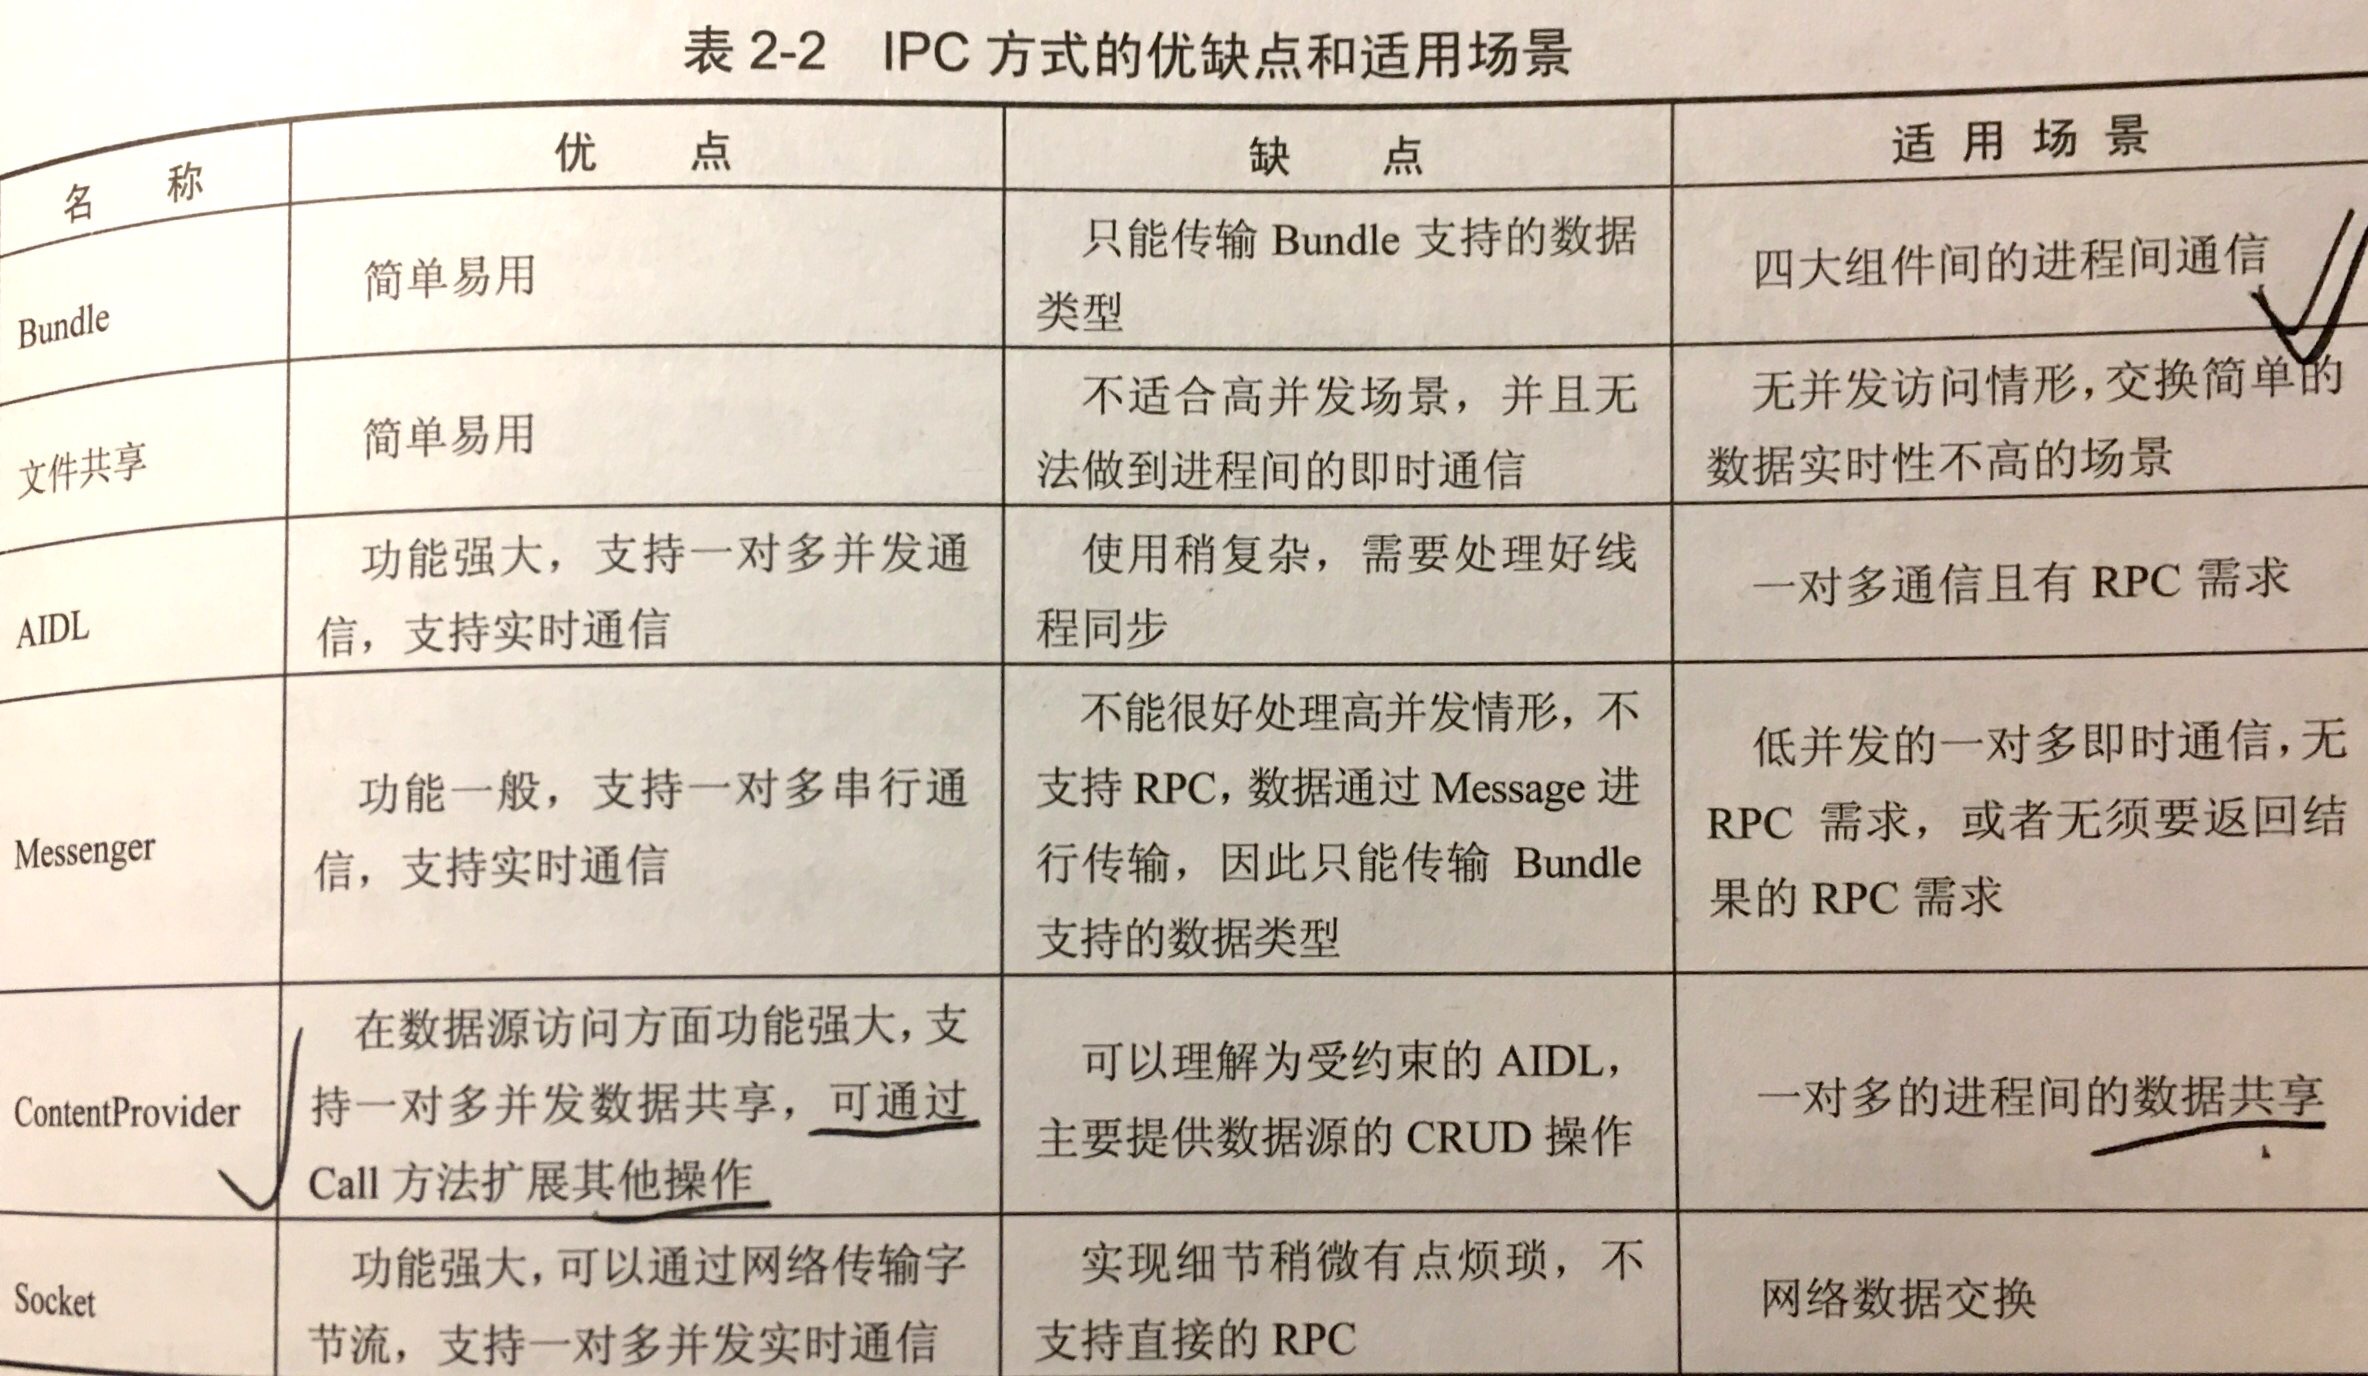 表 2-2 IPC 方式的优缺点和适用场景
名 称
优 点
缺 点
适 用 场 景
Bundle
简单易用
只能传输 Bundle 支持的数据
类型
四大组件间的进程间通信
文件共享
简单易用
不适合高并发场景，并且无
法做到进程间的即时通信
无并发访问情形，交换简单的
数据实时性不高的场景
AIDL
功能强大，支持一对多并发通
信，支持实时通信
使用稍复杂，需要处理好线
程同步
一对多通信且有 RPC 需求
Messenger
功能一般，支持一对多串行通
信，支持实时通信
不能很好处理高并发情形，不
支持 RPC，数据通过 Message 进
行传输，因此只能传输 Bundle
支持的数据类型
低并发的一对多即时通信，无
RPC 需求，或者无须要返回结
果的 RPC 需求
ContentProvider
在数据源访问方面功能强大，支
持一对多并发数据共享，可通过
Call 方法扩展其他操作
可以理解为受约束的 AIDL，
主要提供数据源的 CRUD 操作
一对多的进程间的数据共享
Socket
功能强大，可以通过网络传输字
节流，支持一对多并发实时通信
实现细节稍微有点烦琐，不
支持直接的 RPC
网络数据交换